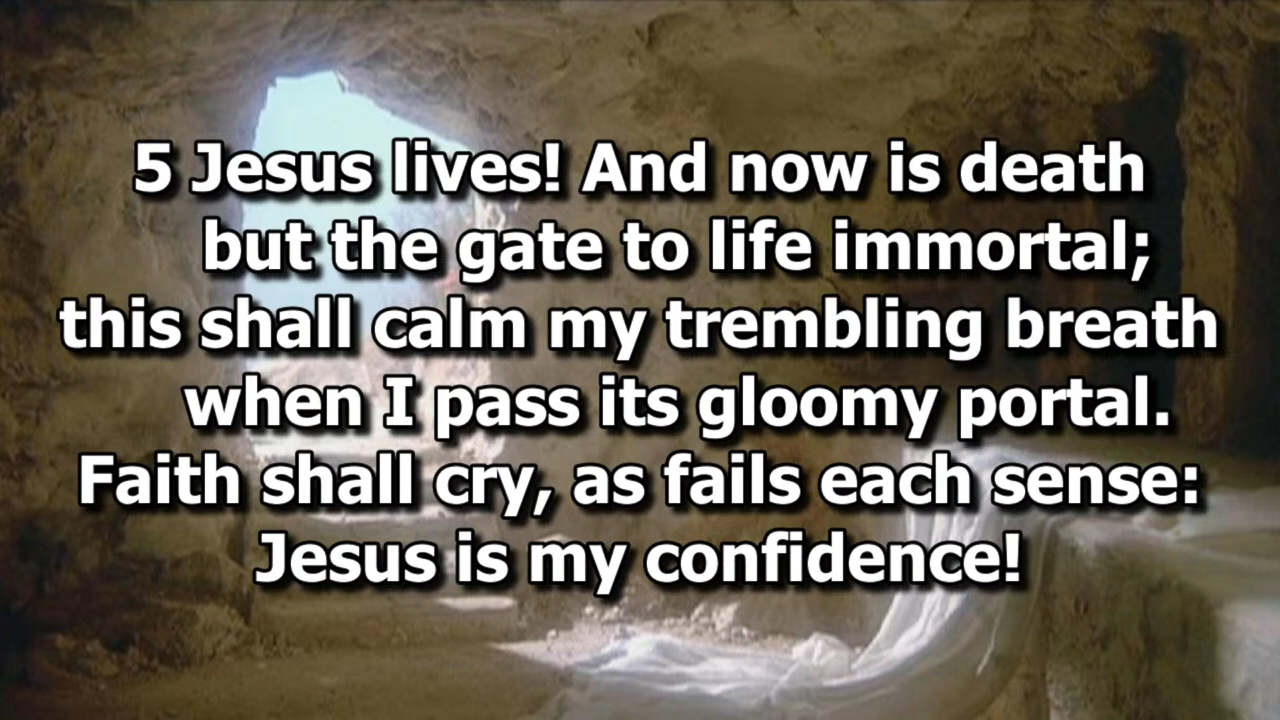 5 Jesus lives! And now is death
but the gate to life immortal;
this shall calm my trembling breath
when I pass its gloomy portal.
Faith shall cry, as fails each sense:
Jesus is my confidence!